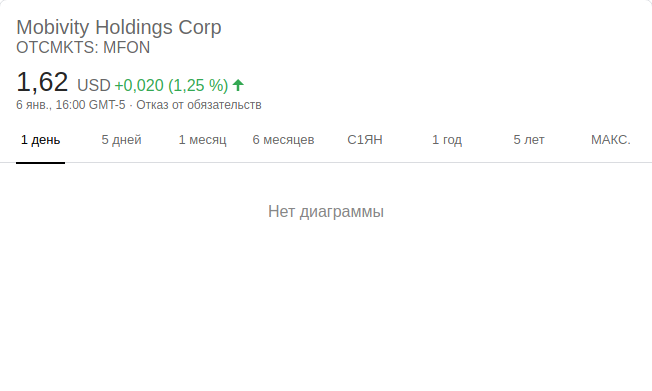 Mobivity Holdings Corp
OTCMKTS: MFON
1,62 USD +0,020 (1,25 %)
6 янв., 16:00 GMT-5 · Отказ от обязательств
1 день 5 дней 1 месяц 6 месяцев С1ЯН 1 год 5 лет МАКС.
Нет диаграммы